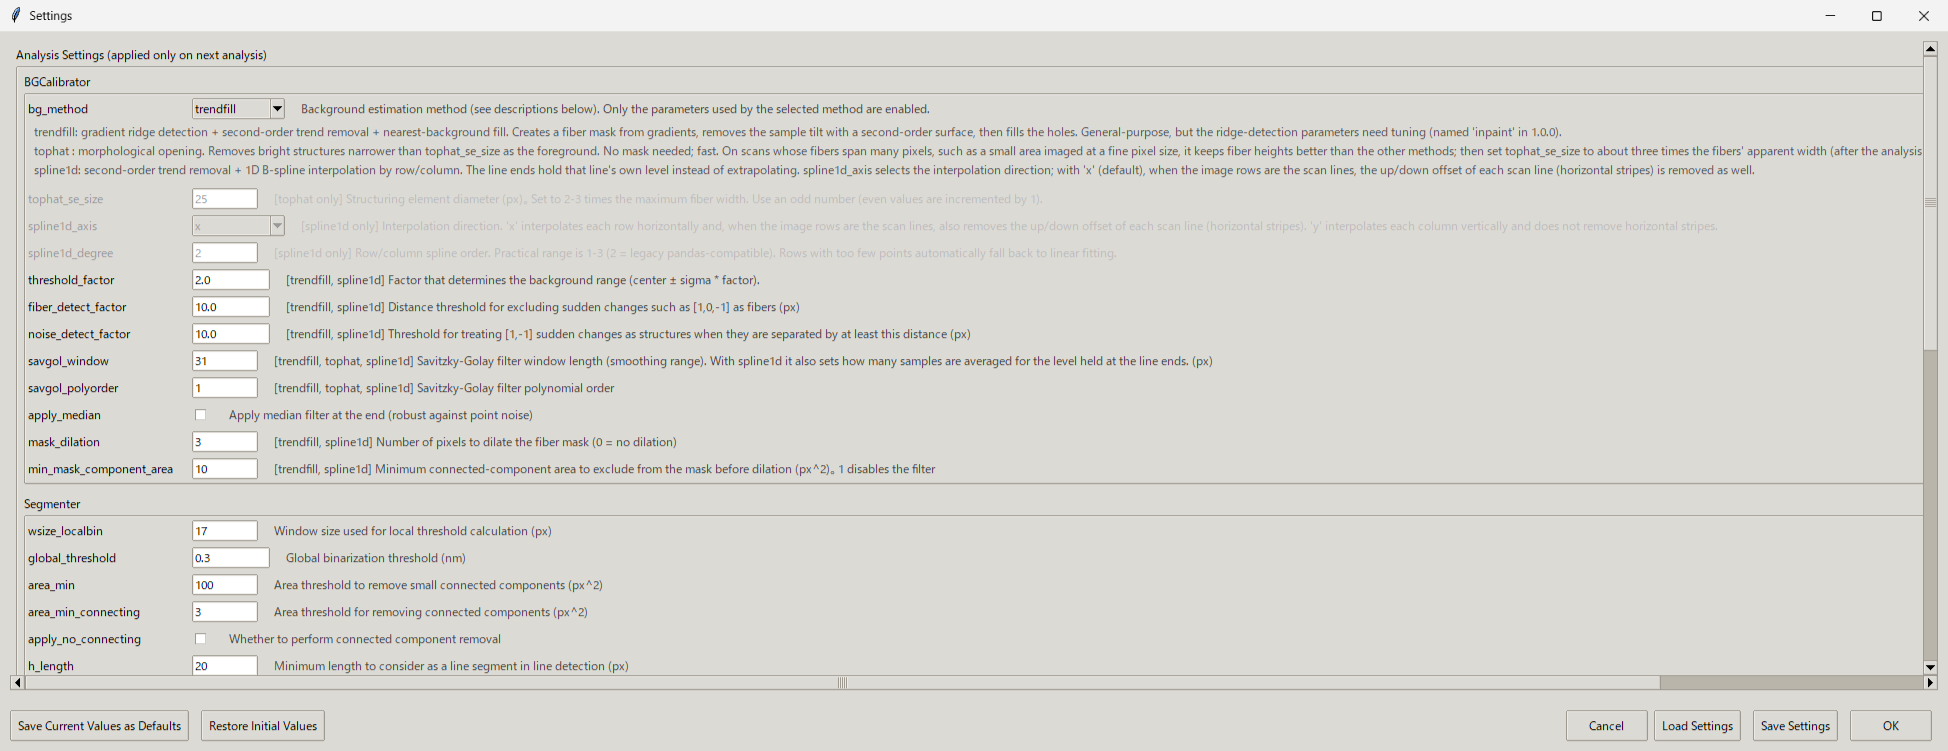 Settings
Analysis Settings (applied only on next analysis)
BGCalibrator
bg_method trendfill Background estimation method (see descriptions below). Only the parameters used by the selected method are enabled.
trendfill: gradient ridge detection + second-order trend removal + nearest-background fill. Creates a fiber mask from gradients, removes the sample tilt with a second-order surface, then fills the holes. General-purpose, but the ridge-detection parameters need tuning (named 'inpaint' in 1.0.0).
tophat : morphological opening. Removes bright structures narrower than tophat_se_size as the foreground. No mask needed; fast. On scans whose fibers span many pixels, such as a small area imaged at a fine pixel size, it keeps fiber heights better than the other methods; then set tophat_se_size to about three times the fibers' apparent width (after the analysis
spline1d: second-order trend removal + 1D B-spline interpolation by row/column. The line ends hold that line's own level instead of extrapolating. spline1d_axis selects the interpolation direction; with 'x' (default), when the image rows are the scan lines, the up/down offset of each scan line (horizontal stripes) is removed as well.
tophat_se_size 25 [tophat only] Structuring element diameter (px)。Set to 2-3 times the maximum fiber width. Use an odd number (even values are incremented by 1).
spline1d_axis x [spline1d only] Interpolation direction. 'x' interpolates each row horizontally and, when the image rows are the scan lines, also removes the up/down offset of each scan line (horizontal stripes). 'y' interpolates each column vertically and does not remove horizontal stripes.
spline1d_degree 2 [spline1d only] Row/column spline order. Practical range is 1-3 (2 = legacy pandas-compatible). Rows with too few points automatically fall back to linear fitting.
threshold_factor 2.0 [trendfill, spline1d] Factor that determines the background range (center ± sigma * factor).
fiber_detect_factor 10.0 [trendfill, spline1d] Distance threshold for excluding sudden changes such as [1,0,-1] as fibers (px)
noise_detect_factor 10.0 [trendfill, spline1d] Threshold for treating [1,-1] sudden changes as structures when they are separated by at least this distance (px)
savgol_window 31 [trendfill, tophat, spline1d] Savitzky-Golay filter window length (smoothing range). With spline1d it also sets how many samples are averaged for the level held at the line ends. (px)
savgol_polyorder 1 [trendfill, tophat, spline1d] Savitzky-Golay filter polynomial order
apply_median Apply median filter at the end (robust against point noise)
mask_dilation 3 [trendfill, spline1d] Number of pixels to dilate the fiber mask (0 = no dilation)
min_mask_component_area 10 [trendfill, spline1d] Minimum connected-component area to exclude from the mask before dilation (px^2)。1 disables the filter
Segmenter
wsize_localbin 17 Window size used for local threshold calculation (px)
global_threshold 0.3 Global binarization threshold (nm)
area_min 100 Area threshold to remove small connected components (px^2)
area_min_connecting 3 Area threshold for removing connected components (px^2)
apply_no_connecting Whether to perform connected component removal
h_length 20 Minimum length to consider as a line segment in line detection (px)
Save Current Values as Defaults Restore Initial Values Cancel Load Settings Save Settings OK